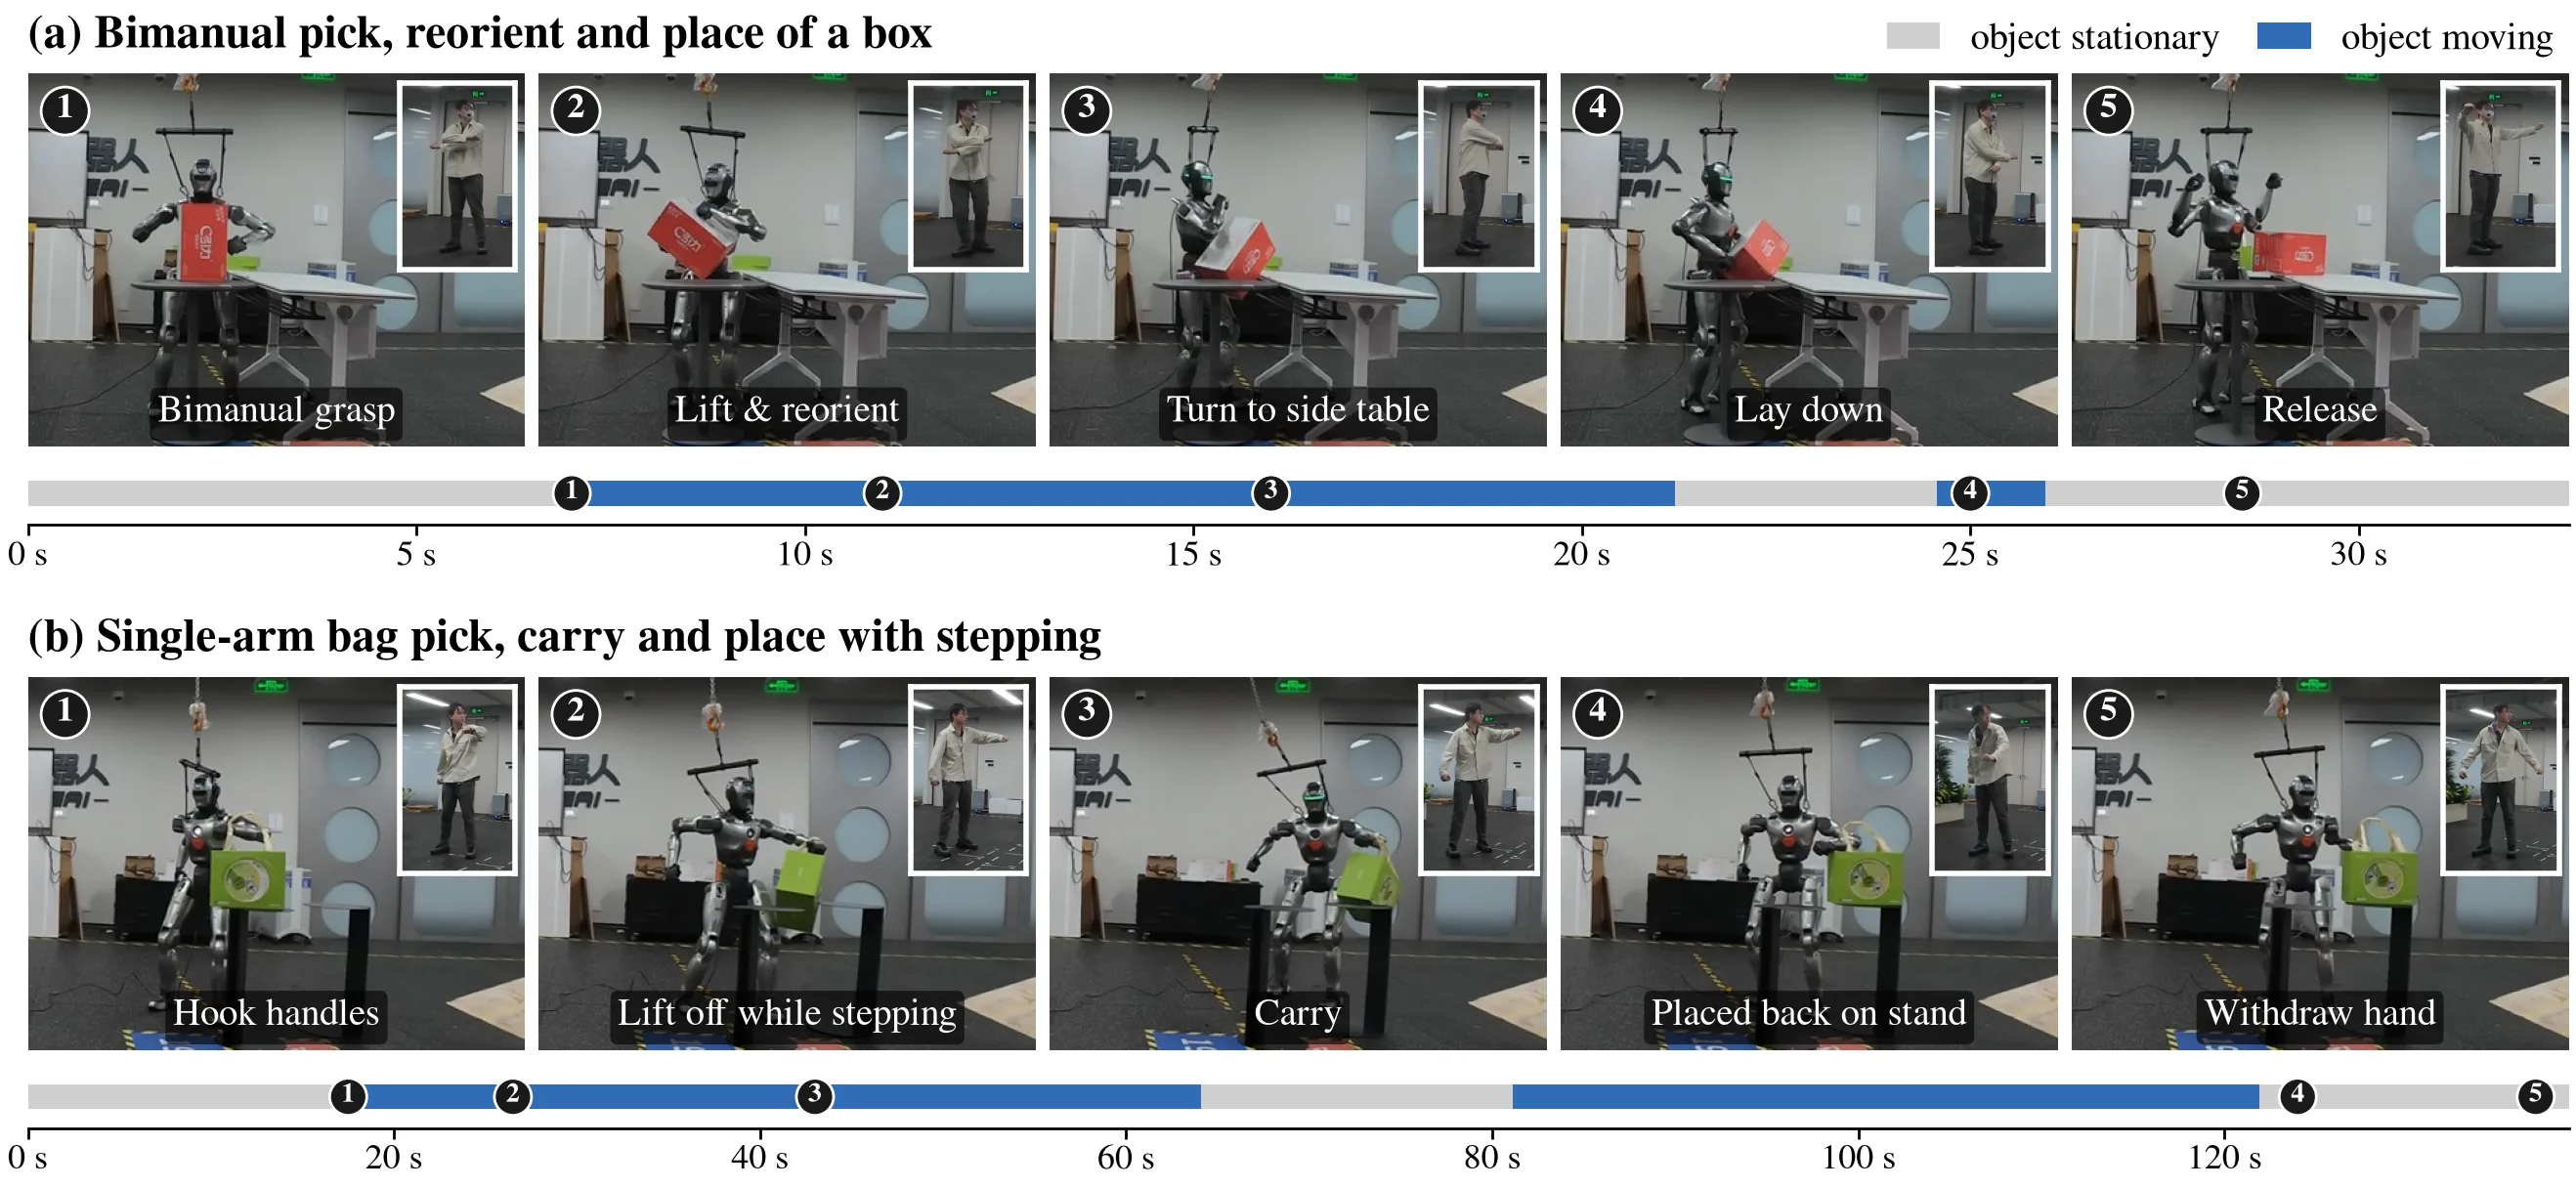 (a) Bimanual pick, reorient and place of a box
object stationary
object moving
1
2
3
4
5
Bimanual grasp
Lift & reorient
Turn to side table
Lay down
Release
1
2
3
4
5
0 s
5 s
10 s
15 s
20 s
25 s
30 s
(b) Single-arm bag pick, carry and place with stepping
1
2
3
4
5
Hook handles
Lift off while stepping
Carry
Placed back on stand
Withdraw hand
1
2
3
4
5
0 s
20 s
40 s
60 s
80 s
100 s
120 s